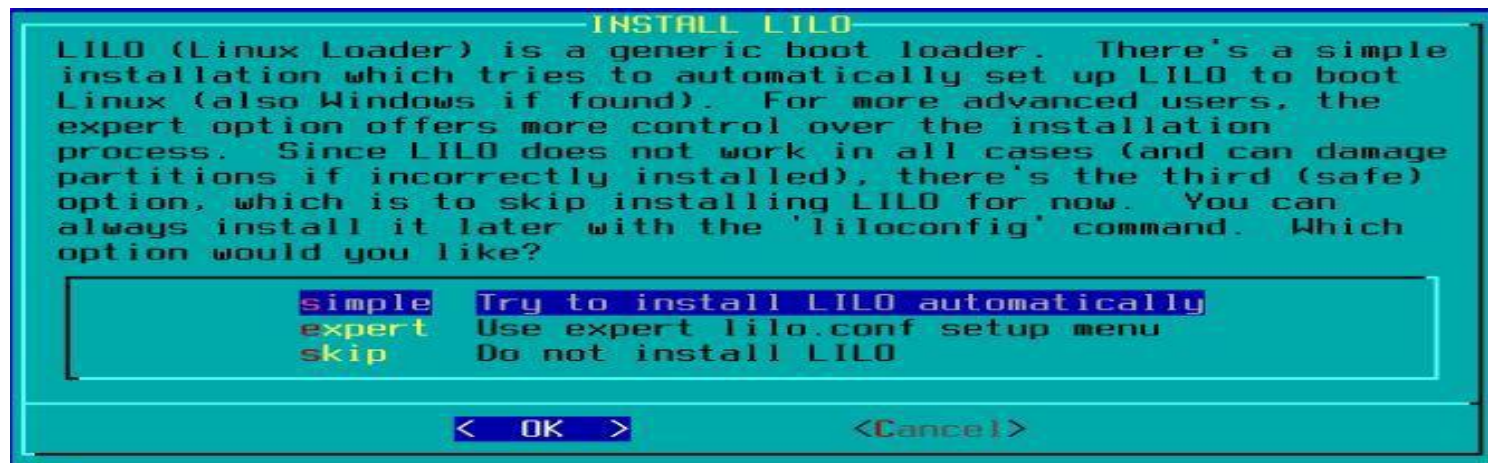 INSTALL LILO
LILO (Linux Loader) is a generic boot loader.  There's a simple
installation which tries to automatically set up LILO to boot
Linux (also Windows if found).  For more advanced users, the
expert option offers more control over the installation
process.  Since LILO does not work in all cases (and can damage
partitions if incorrectly installed), there's the third (safe)
option, which is to skip installing LILO for now.  You can
always install it later with the 'liloconfig' command.  Which
option would you like?
simple  Try to install LILO automatically
expert  Use expert lilo.conf setup menu
skip    Do not install LILO
<  OK  >  <Cancel>